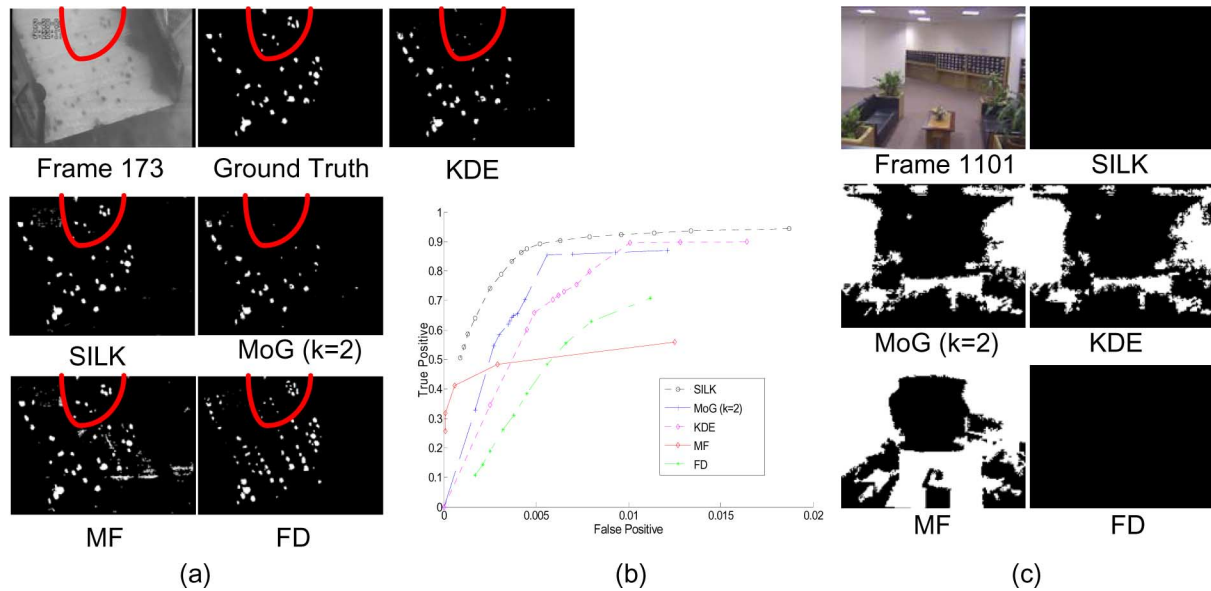 Frame 173
Ground Truth
KDE
SILK
MoG (k=2)
MF
FD
(a)
True Positive
1
0.9
0.8
0.7
0.6
0.5
0.4
0.3
0.2
0.1
0
0 0.005 0.01 0.015 0.02
False Positive
SILK
MoG (k=2)
KDE
MF
FD
(b)
Frame 1101
SILK
MoG (k=2)
KDE
MF
FD
(c)